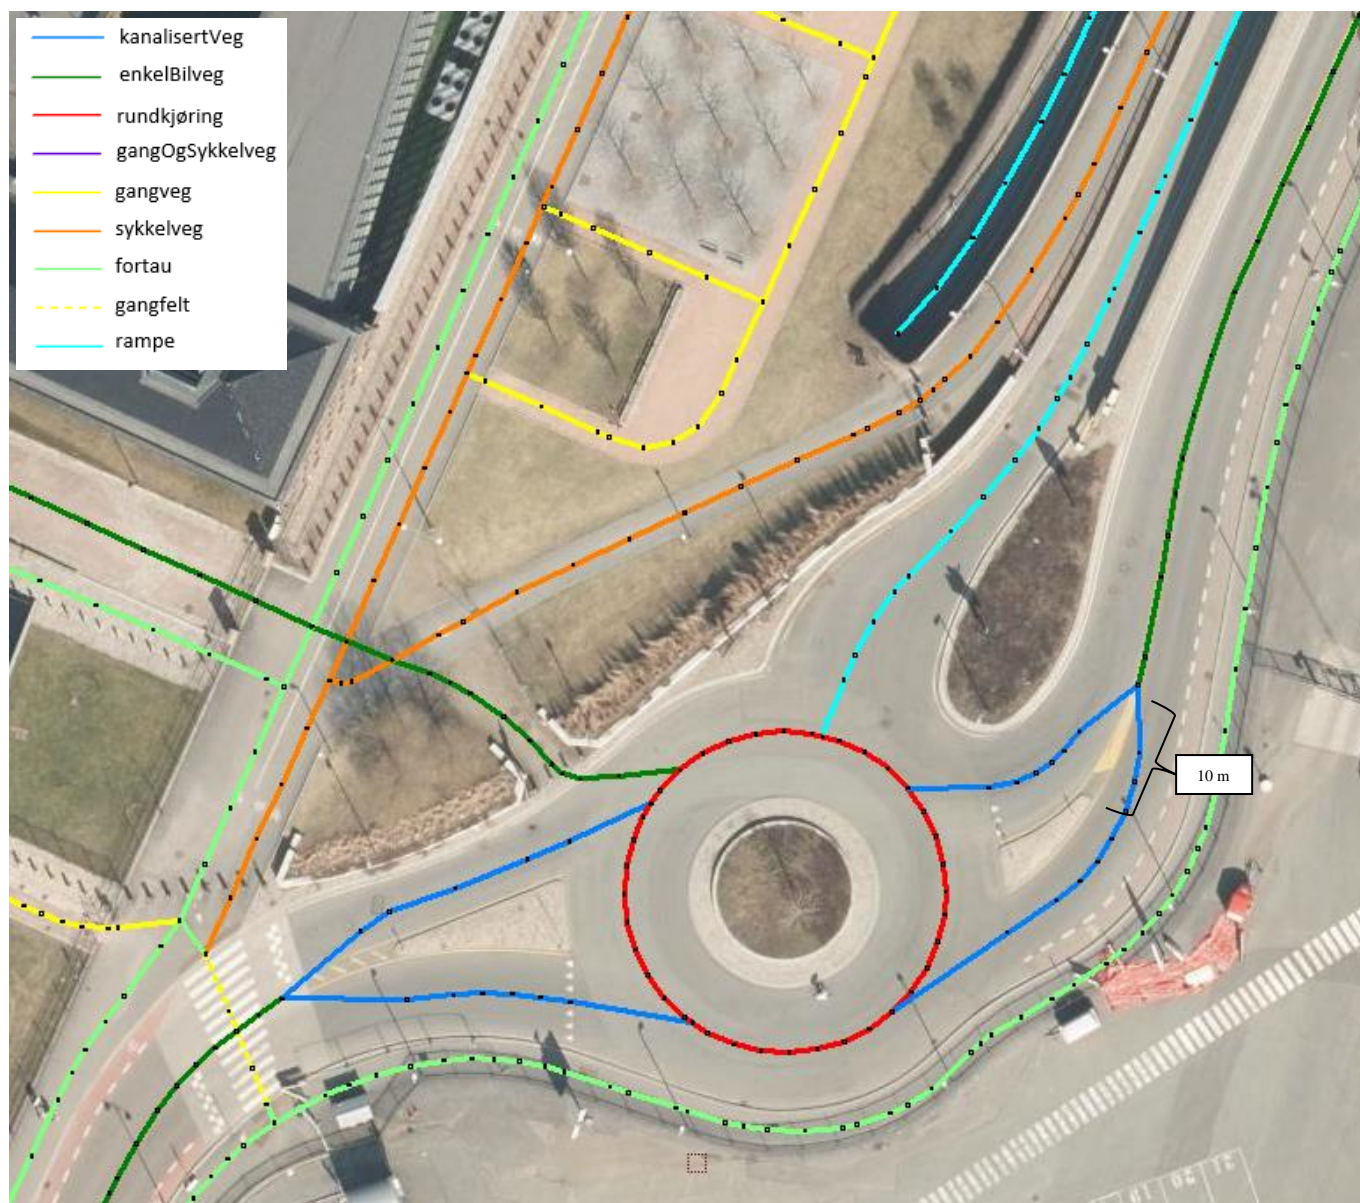 kanalisertVeg
enkelBilveg
rundkjøring
gangOgSykkelveg
gangveg
sykkelveg
fortau
gangfelt
rampe
10 m